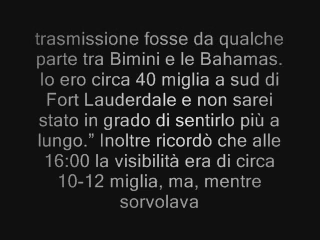 trasmissione fosse da qualche
parte tra Bimini e le Bahamas.
Io ero circa 40 miglia a sud di
Fort Lauderdale e non sarei
stato in grado di sentirlo più a
lungo.” Inoltre ricordò che alle
16:00 la visibilità era di circa
10-12 miglia, ma, mentre
sorvolava